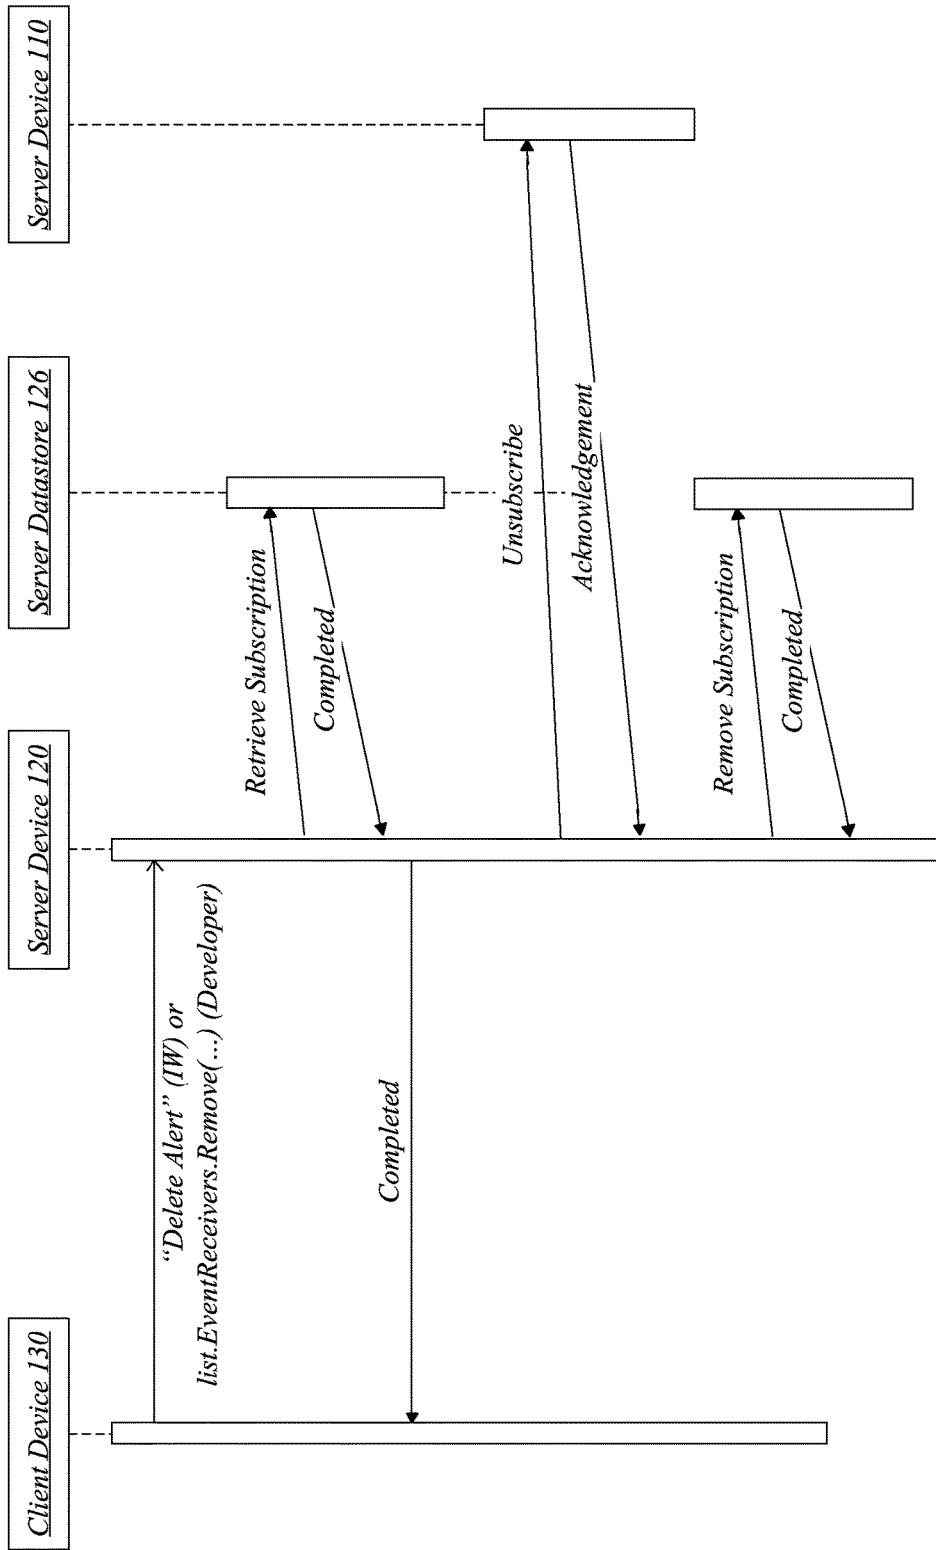 Client Device 130
Server Device 120
Server Datastore 126
Server Device 110
“Delete Alert” (IW) or
list.EventReceivers.Remove(...) (Developer)
Retrieve Subscription
Completed
Completed
Unsubscribe
Acknowledgement
Remove Subscription
Completed